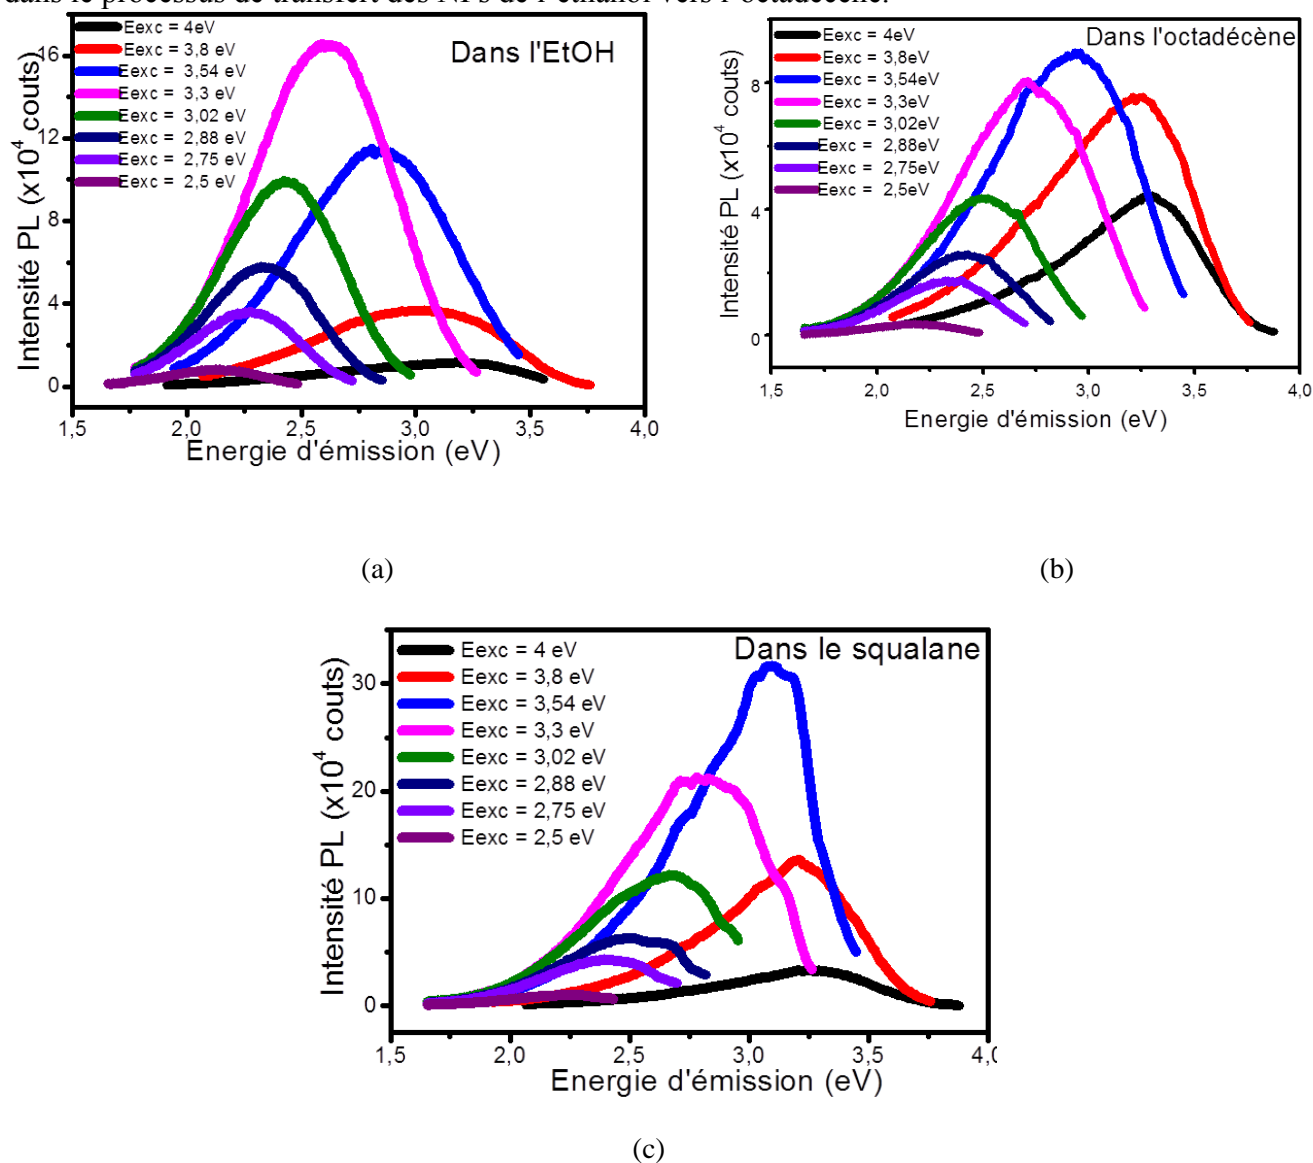 dans le processus de transfert des NPs de l'éthanol vers l'octadécène.
Eexc = 4eV
Eexc = 3,8 eV
Eexc = 3,54 eV
Eexc = 3,3 eV
Eexc = 3,02 eV
Eexc = 2,88 eV
Eexc = 2,75 eV
Eexc = 2,5 eV
Dans l'EtOH
Intensité PL (x10⁴ couts)
16
12
8
4
0
1,5 2,0 2,5 3,0 3,5 4,0
Energie d'émission (eV)
(a)
Eexc = 4eV
Eexc = 3,8eV
Eexc = 3,54eV
Eexc = 3,3eV
Eexc = 3,02eV
Eexc = 2,88eV
Eexc = 2,75eV
Eexc = 2,5eV
Dans l'octadécène
Intensité PL (x10⁴ couts)
8
4
0
1,5 2,0 2,5 3,0 3,5 4,0
Energie d'émission (eV)
(b)
Eexc = 4 eV
Eexc = 3,8 eV
Eexc = 3,54 eV
Eexc = 3,3 eV
Eexc = 3,02 eV
Eexc = 2,88 eV
Eexc = 2,75 eV
Eexc = 2,5 eV
Dans le squalane
Intensité PL (x10⁴ couts)
30
20
10
0
1,5 2,0 2,5 3,0 3,5 4,0
Energie d'émission (eV)
(c)